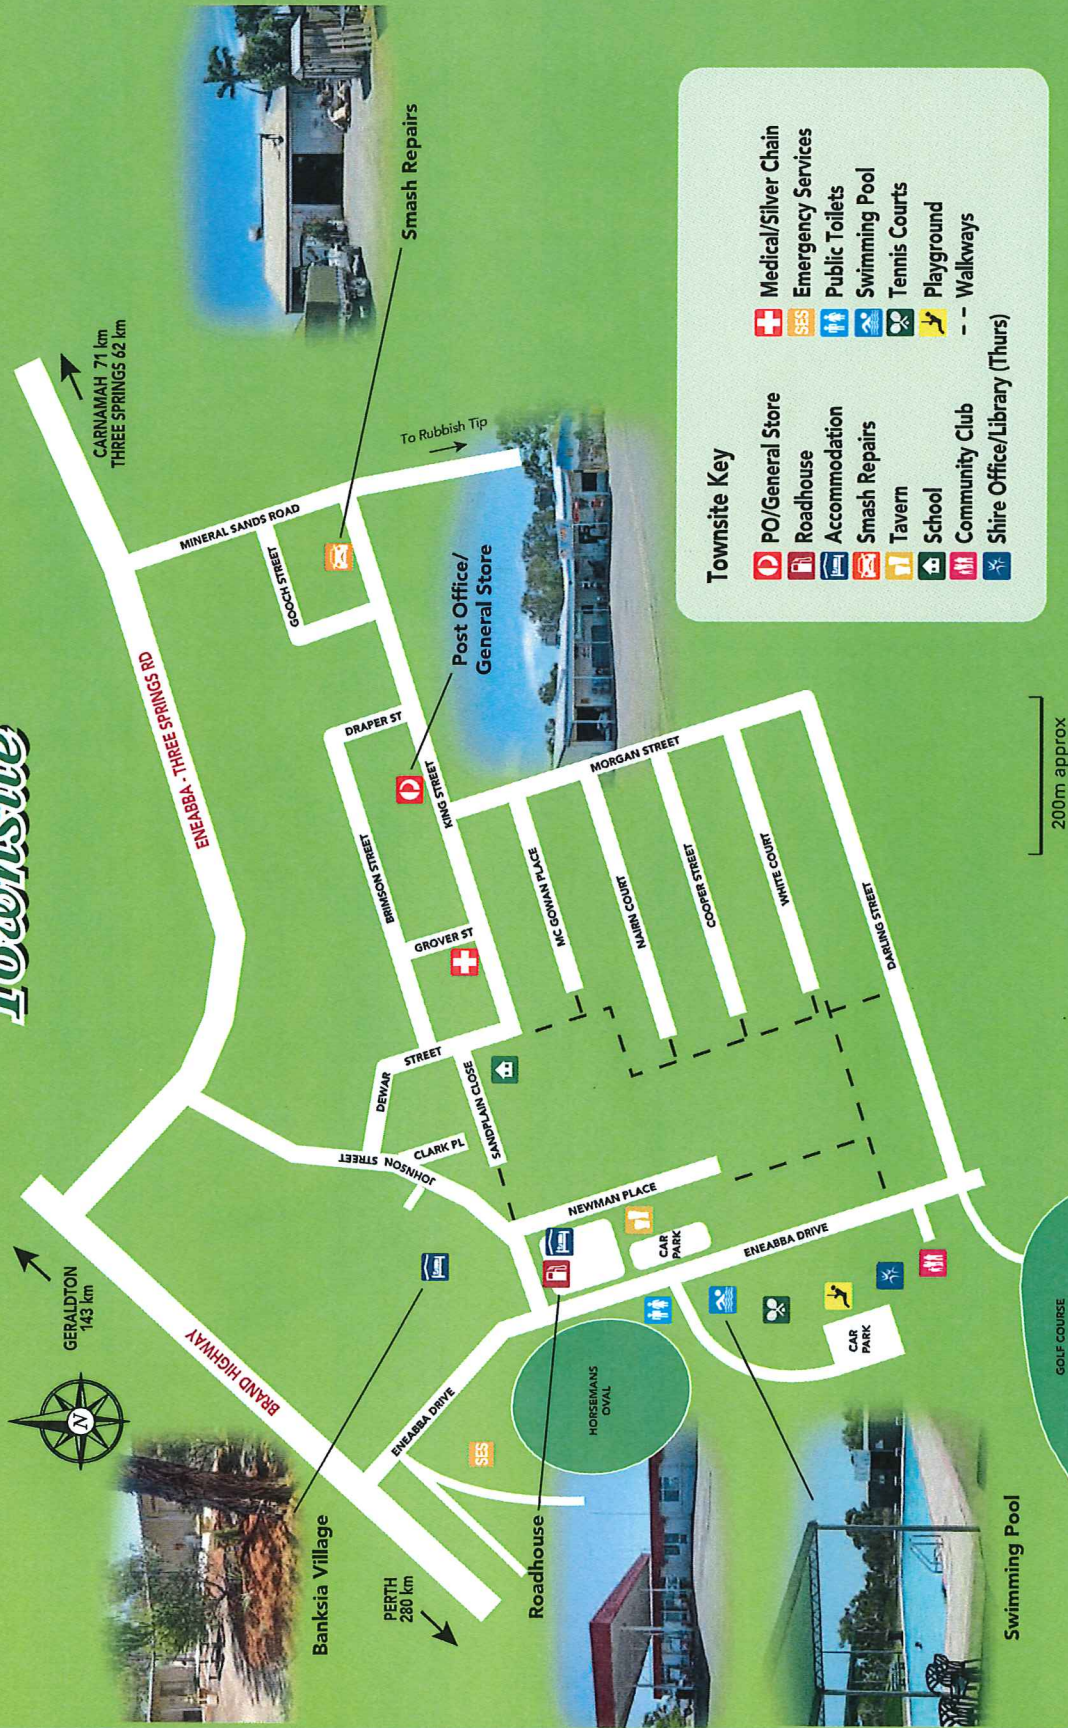 Townsite
GERALDTON
143 km
CARNAMAH 71 km
THREE SPRINGS 62 km
N
BRAND HIGHWAY
ENEABBA - THREE SPRINGS RD
MINERAL SANDS ROAD
GOOCH STREET
To Rubbish Tip
Smash Repairs
DRAPER ST
BRIMSON STREET
KING STREET
GROVER ST
Post Office/
General Store
DEWAR
STREET
JOHNSON STREET
CLARK PL
SANDPLAIN CLOSE
MC GOWAN PLACE
NAIRN COURT
COOPER STREET
WHITE COURT
MORGAN STREET
DARLING STREET
NEWMAN PLACE
CAR
PARK
ENEABBA DRIVE
ENEABBA DRIVE
SES
HORSEMANS
OVAL
CAR
PARK
GOLF COURSE
Banksia Village
PERTH
280 km
Roadhouse
Swimming Pool
200m approx
Townsite Key
PO/General Store
Roadhouse
Accommodation
Smash Repairs
Tavern
School
Community Club
Shire Office/Library (Thurs)
Medical/Silver Chain
SES Emergency Services
Public Toilets
Swimming Pool
Tennis Courts
Playground
Walkways